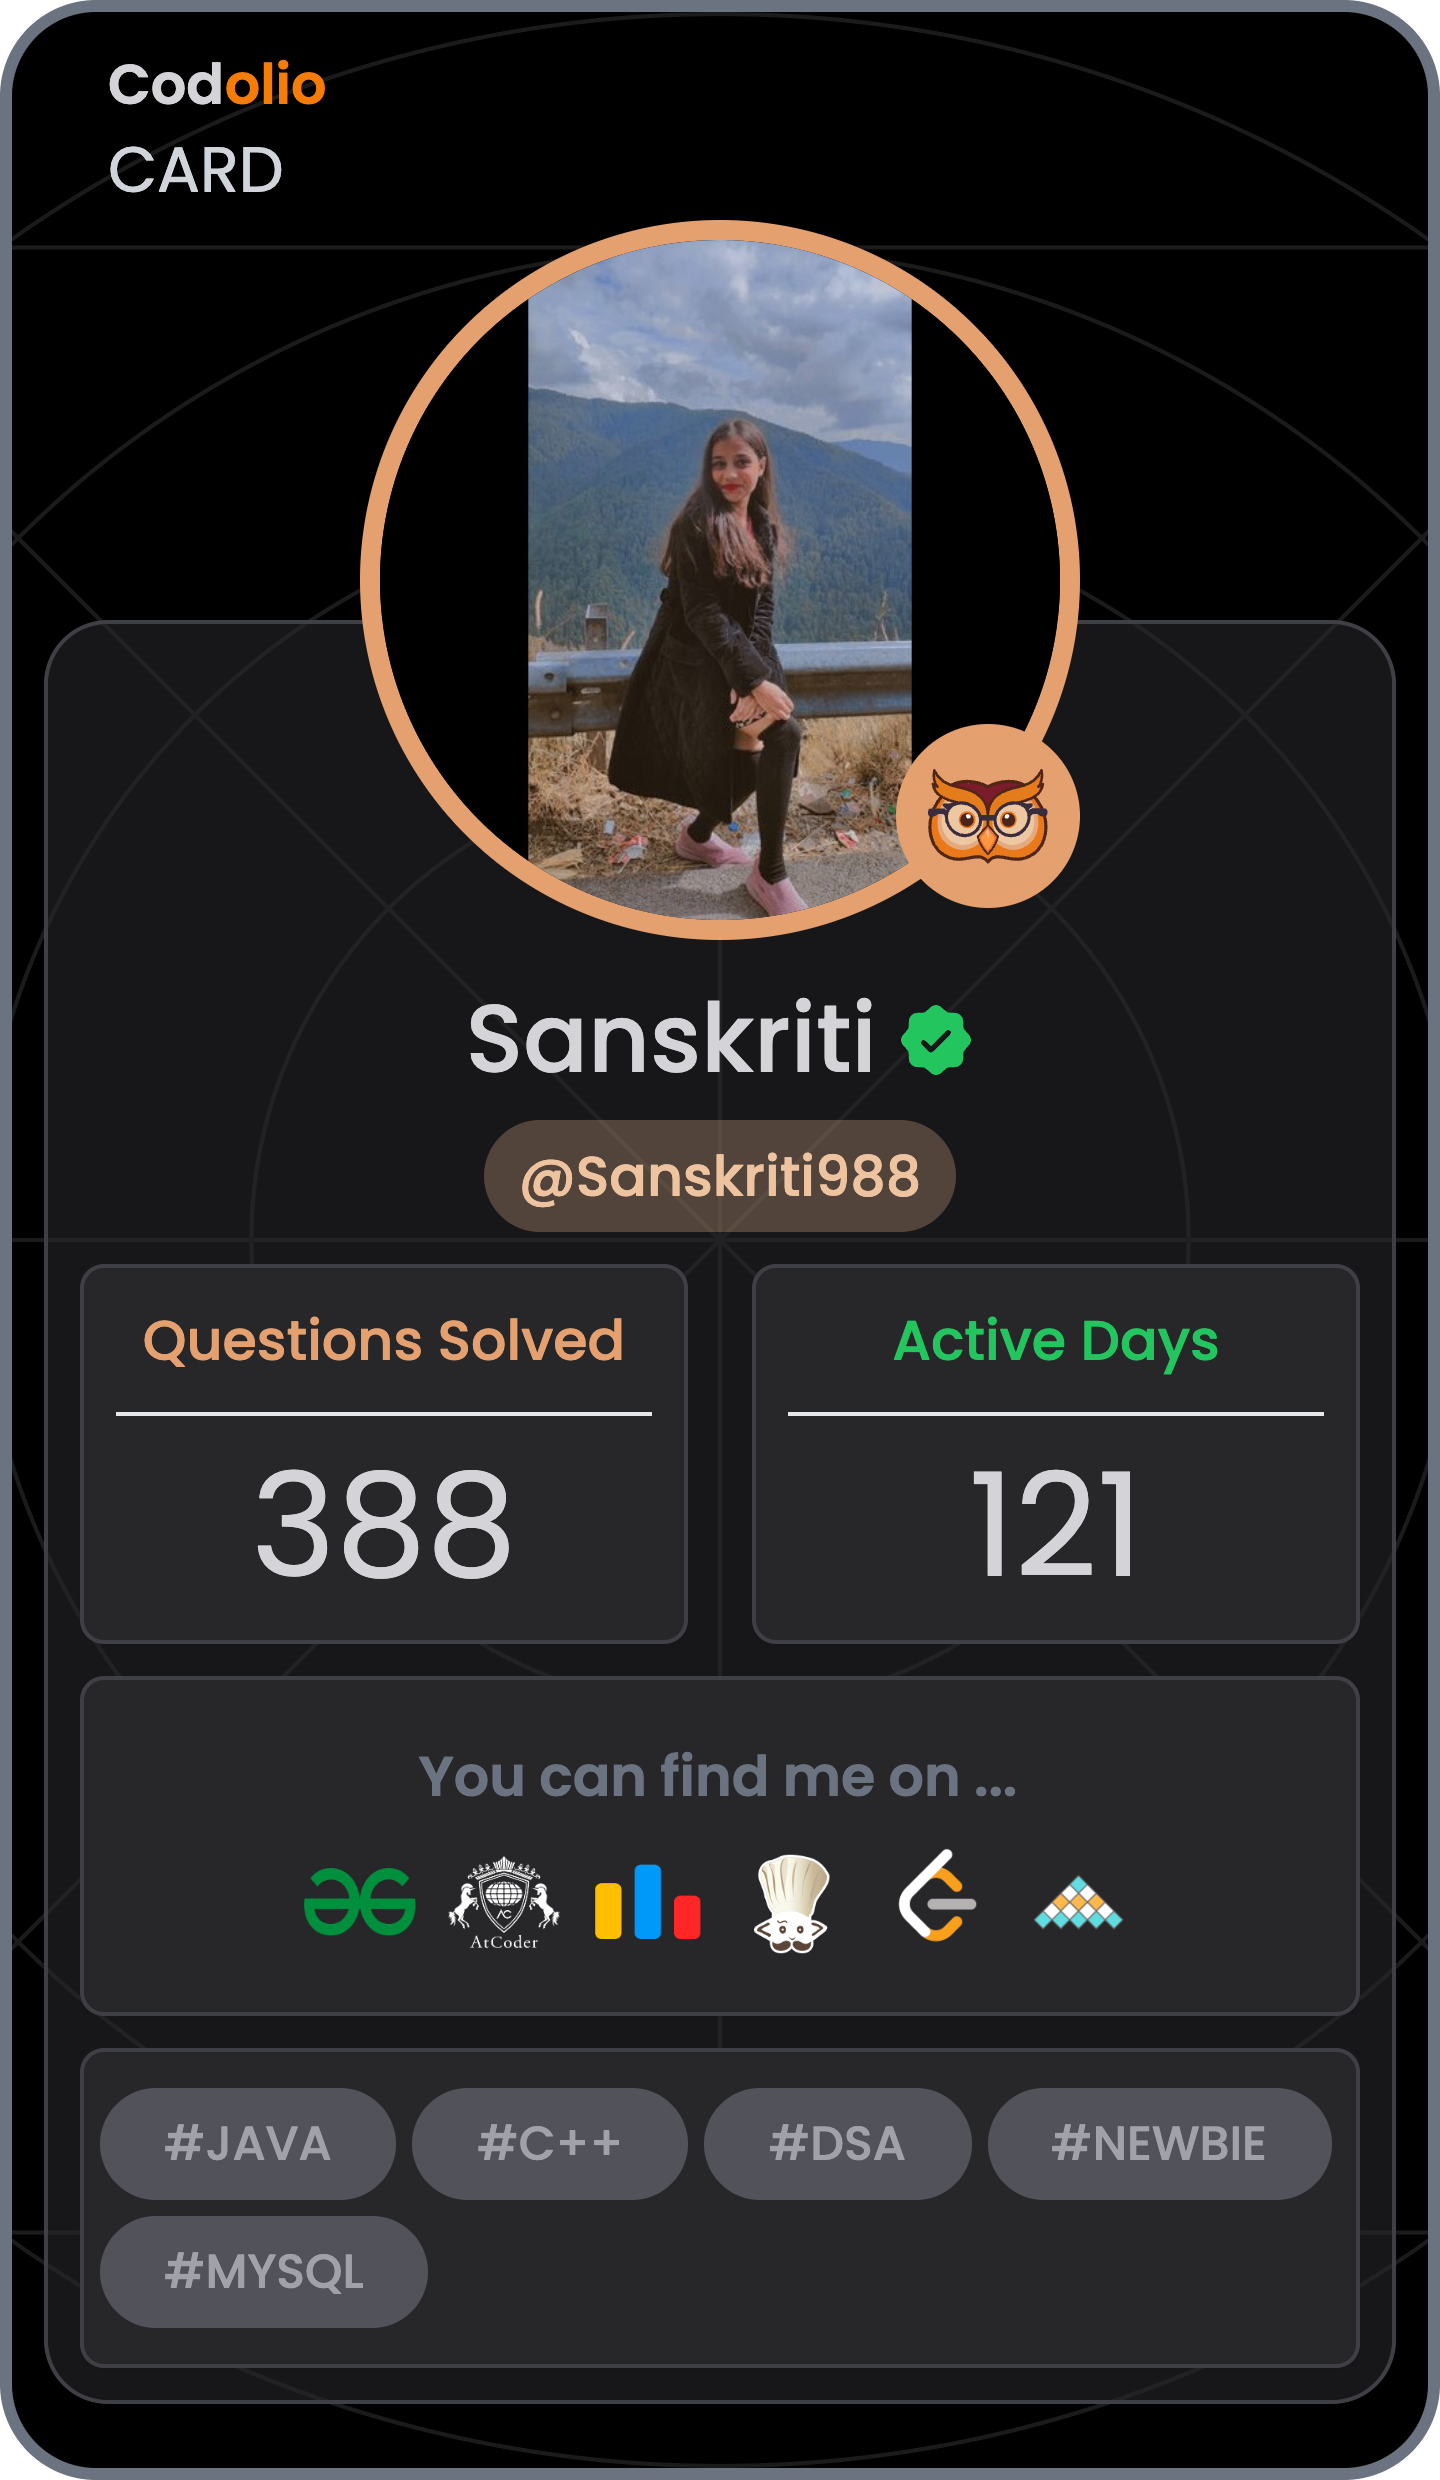 Codolio
CARD
Sanskriti
@Sanskriti988
Questions Solved
Active Days
388
121
You can find me on ...
AC
AtCoder
#JAVA
#C++
#DSA
#NEWBIE
#MYSQL